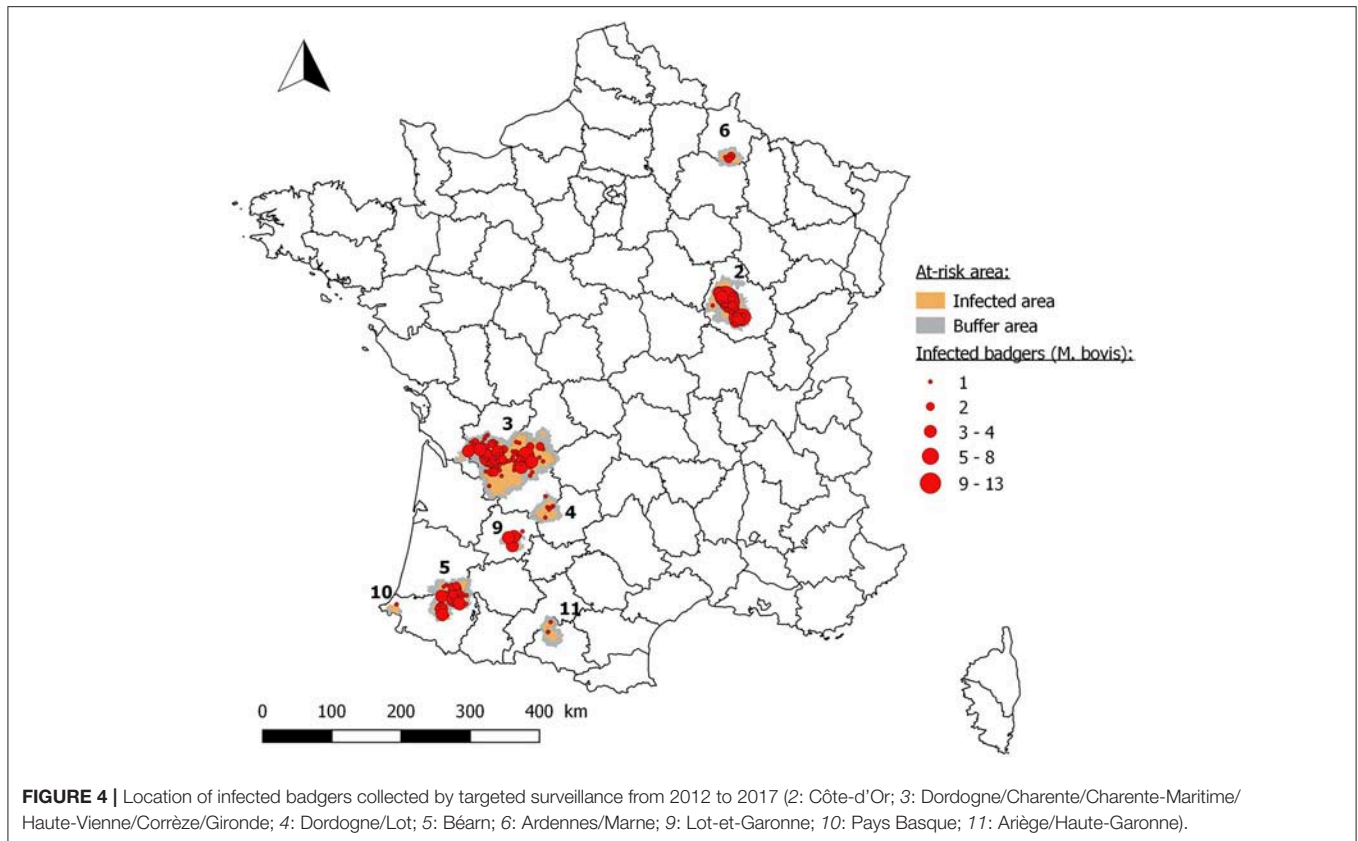 6
2
At-risk area:
Infected area
Buffer area
Infected badgers (M. bovis):
1
2
3 - 4
5 - 8
9 - 13
3
4
9
5
10
11
0 100 200 300 400 km
FIGURE 4 | Location of infected badgers collected by targeted surveillance from 2012 to 2017 (2: Côte-d'Or; 3: Dordogne/Charente/Charente-Maritime/
Haute-Vienne/Corrèze/Gironde; 4: Dordogne/Lot; 5: Béarn; 6: Ardennes/Marne; 9: Lot-et-Garonne; 10: Pays Basque; 11: Ariège/Haute-Garonne).